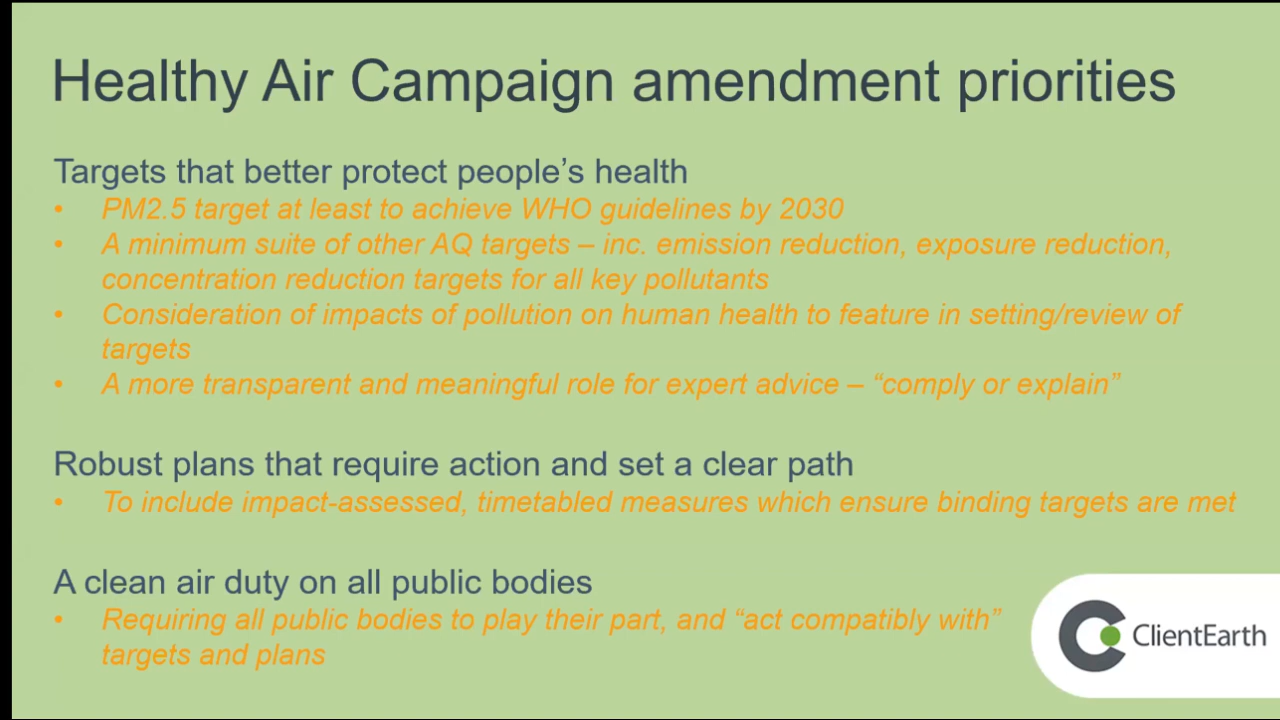 Healthy Air Campaign amendment priorities
Targets that better protect people’s health
• PM2.5 target at least to achieve WHO guidelines by 2030
• A minimum suite of other AQ targets – inc. emission reduction, exposure reduction,
concentration reduction targets for all key pollutants
• Consideration of impacts of pollution on human health to feature in setting/review of
targets
• A more transparent and meaningful role for expert advice – “comply or explain”
Robust plans that require action and set a clear path
• To include impact-assessed, timetabled measures which ensure binding targets are met
A clean air duty on all public bodies
• Requiring all public bodies to play their part, and “act compatibly with”
targets and plans
ClientEarth